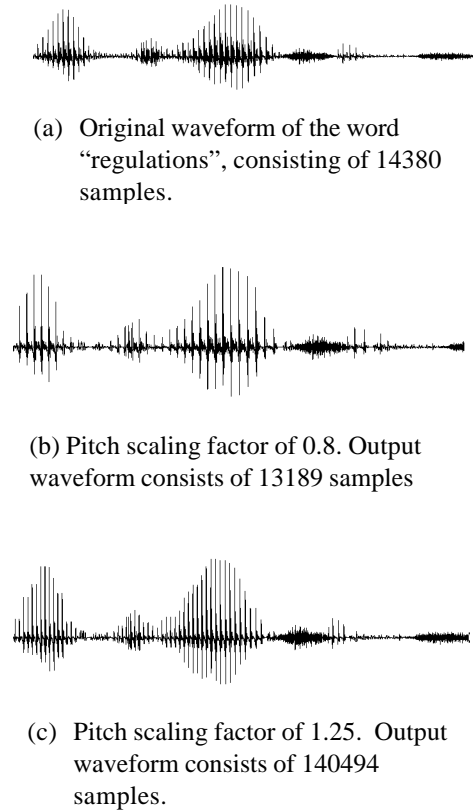 (a) Original waveform of the word
“regulations”, consisting of 14380
samples.
(b) Pitch scaling factor of 0.8. Output
waveform consists of 13189 samples
(c) Pitch scaling factor of 1.25. Output
waveform consists of 140494
samples.